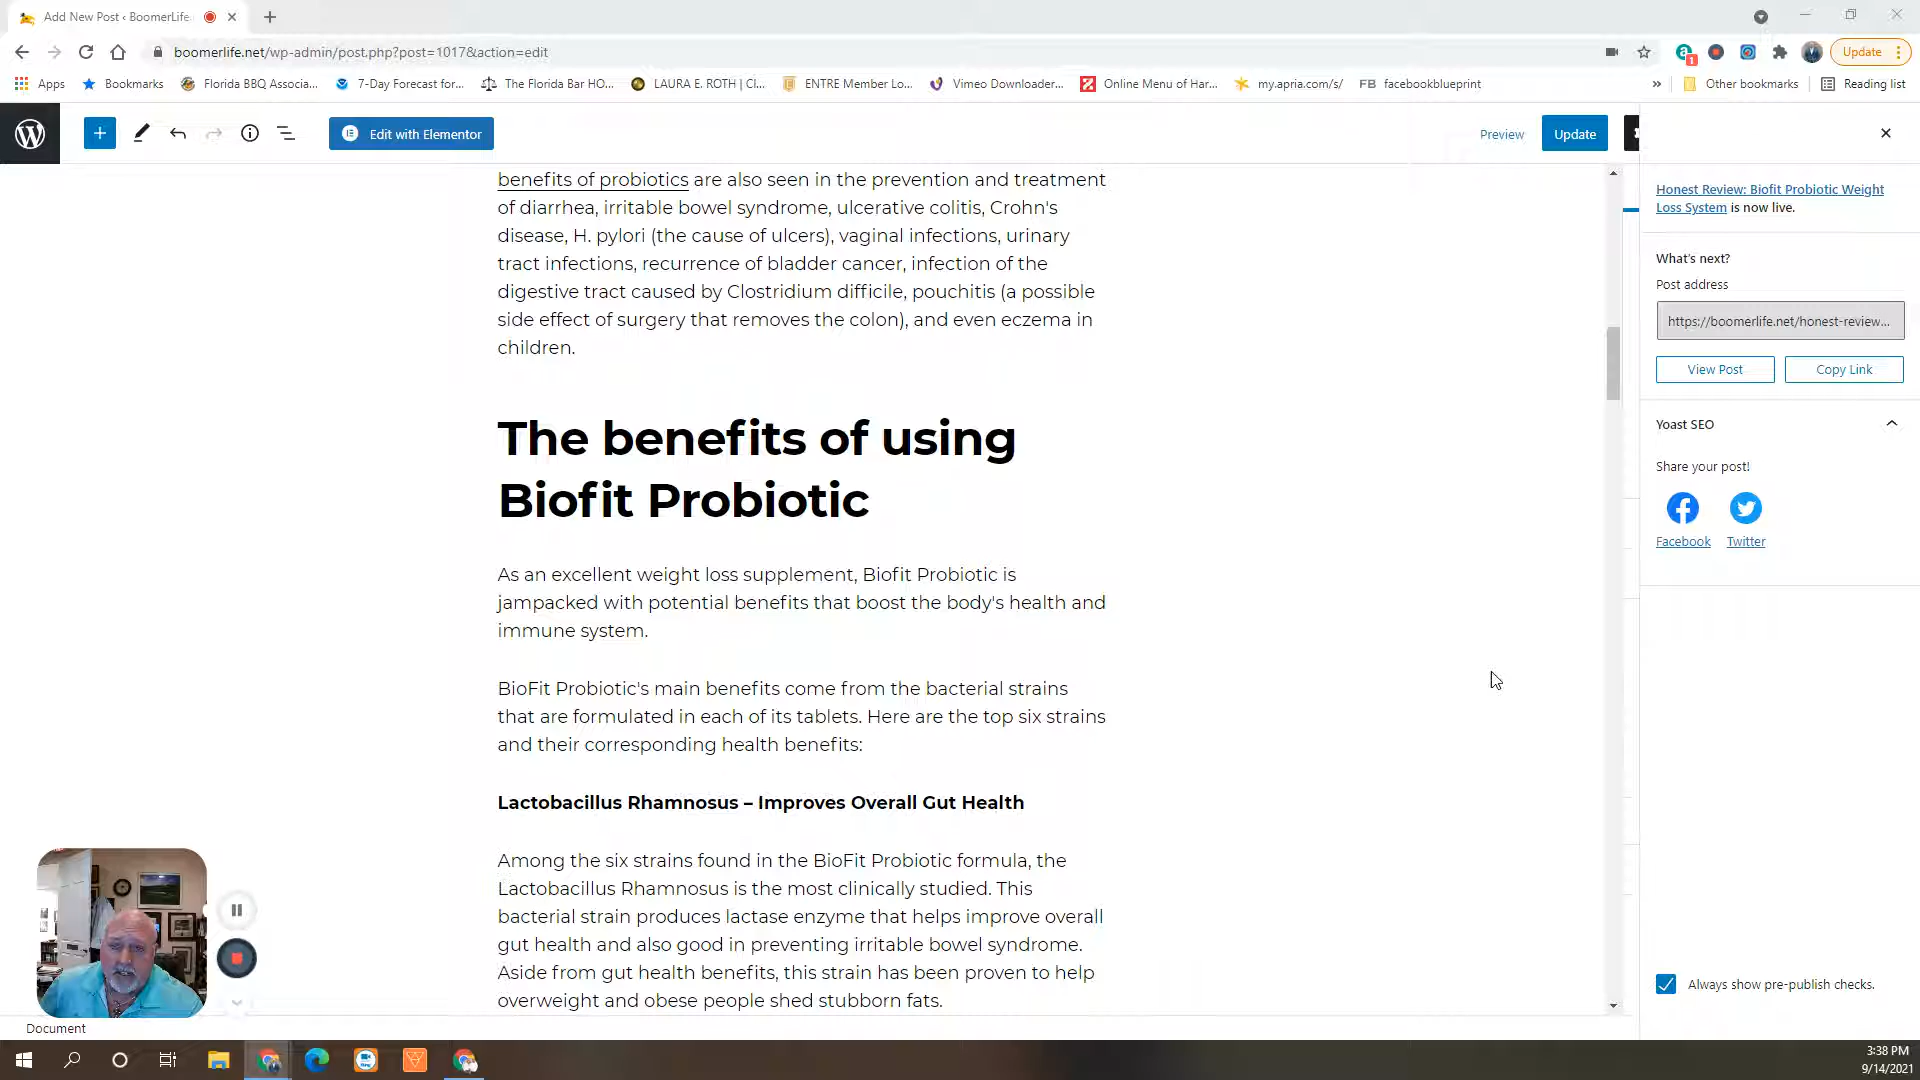 Add New Post ‹ BoomerLife.
boomerlife.net/wp-admin/post.php?post=1017&action=edit
1
Update
Apps
Bookmarks
Florida BBQ Associa...
7-Day Forecast for...
The Florida Bar HO...
LAURA E. ROTH | Cl...
ENTRE Member Lo...
Vimeo Downloader...
Online Menu of Har...
my.apria.com/s/
FB facebookblueprint
»
Other bookmarks
Reading list
Edit with Elementor
Preview
Update
benefits of probiotics are also seen in the prevention and treatment
of diarrhea, irritable bowel syndrome, ulcerative colitis, Crohn's
disease, H. pylori (the cause of ulcers), vaginal infections, urinary
tract infections, recurrence of bladder cancer, infection of the
digestive tract caused by Clostridium difficile, pouchitis (a possible
side effect of surgery that removes the colon), and even eczema in
children.
The benefits of using
Biofit Probiotic
As an excellent weight loss supplement, Biofit Probiotic is
jampacked with potential benefits that boost the body's health and
immune system.
BioFit Probiotic's main benefits come from the bacterial strains
that are formulated in each of its tablets. Here are the top six strains
and their corresponding health benefits:
Lactobacillus Rhamnosus – Improves Overall Gut Health
Among the six strains found in the BioFit Probiotic formula, the
Lactobacillus Rhamnosus is the most clinically studied. This
bacterial strain produces lactase enzyme that helps improve overall
gut health and also good in preventing irritable bowel syndrome.
Aside from gut health benefits, this strain has been proven to help
overweight and obese people shed stubborn fats.
Honest Review: Biofit Probiotic Weight
Loss System is now live.
What's next?
Post address
https://boomerlife.net/honest-review...
View Post
Copy Link
Yoast SEO
Share your post!
Facebook
Twitter
Always show pre-publish checks.
Document
3:38 PM
9/14/2021